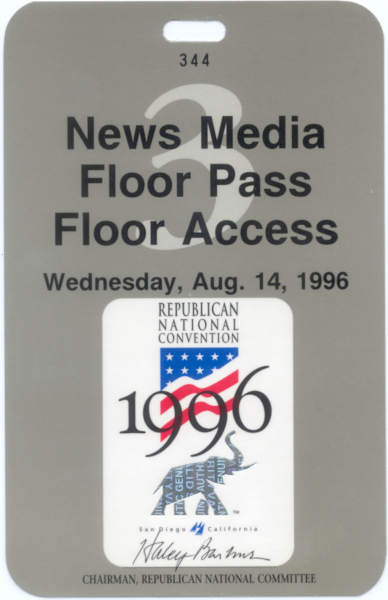 344
3
News Media
Floor Pass
Floor Access
Wednesday, Aug. 14, 1996
REPUBLICAN
NATIONAL
CONVENTION
1996
TM
San Diego California
Haley Barbour
CHAIRMAN, REPUBLICAN NATIONAL COMMITTEE